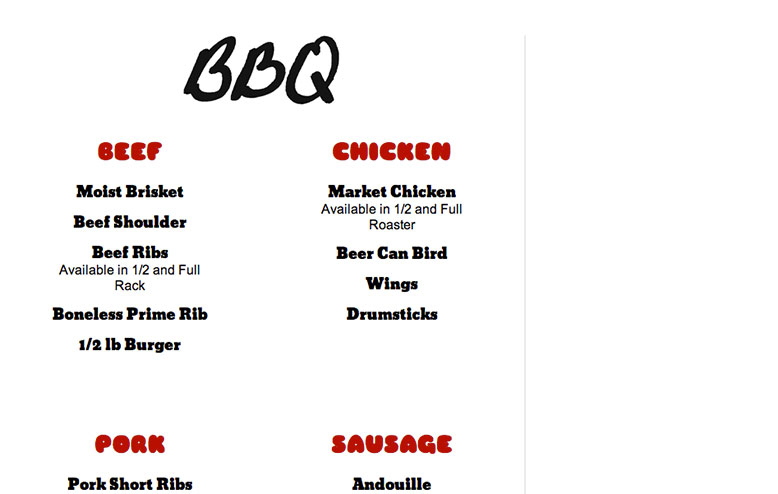 BBQ
BEEF
Moist Brisket
Beef Shoulder
Beef Ribs
Available in 1/2 and Full
Rack
Boneless Prime Rib
1/2 lb Burger
CHICKEN
Market Chicken
Available in 1/2 and Full
Roaster
Beer Can Bird
Wings
Drumsticks
PORK
Pork Short Ribs
SAUSAGE
Andouille